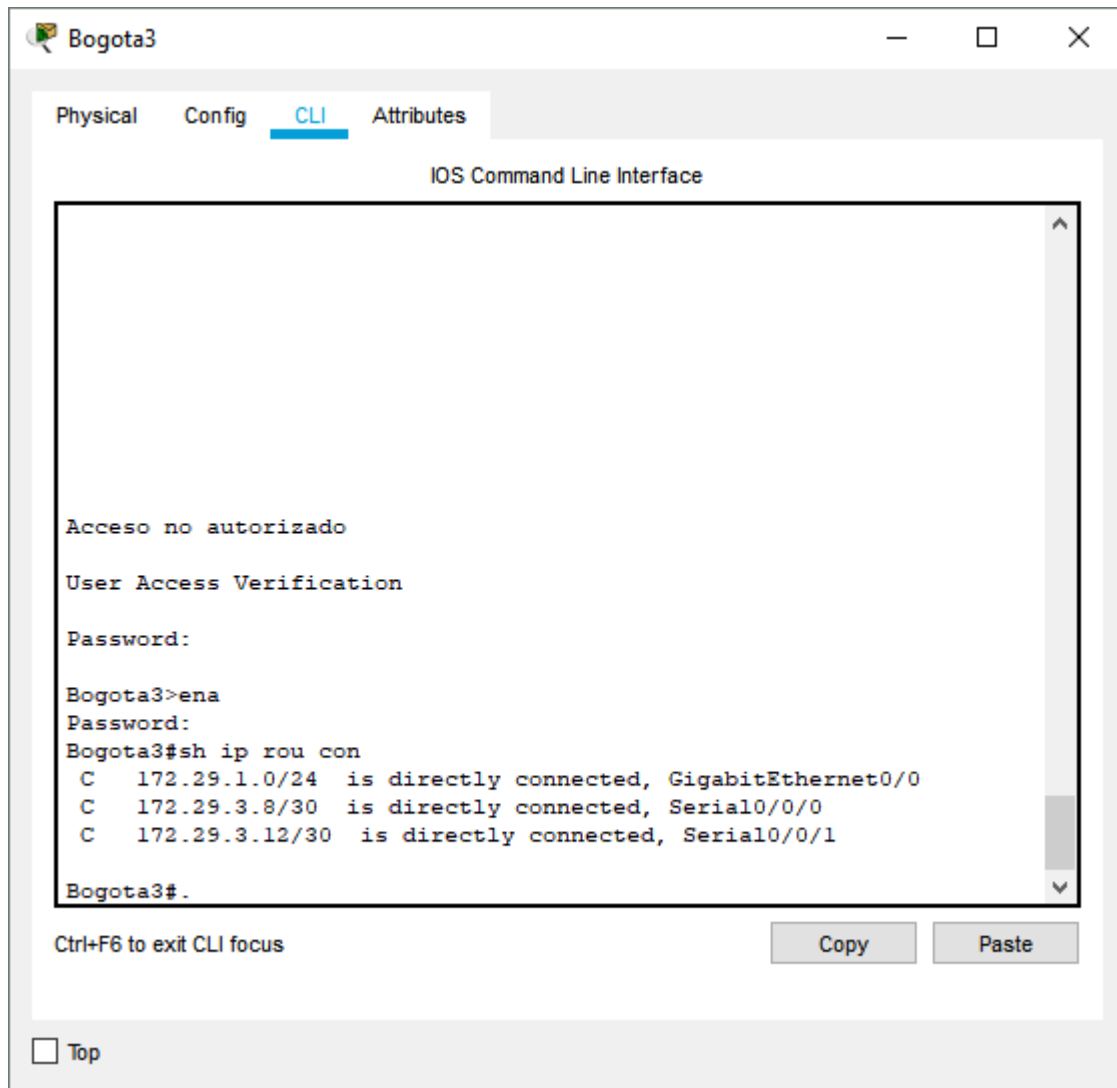 Bogota3
Physical Config CLI Attributes
IOS Command Line Interface
Acceso no autorizado
User Access Verification
Password:
Bogota3>ena
Password:
Bogota3#sh ip rou con
C 172.29.1.0/24 is directly connected, GigabitEthernet0/0
C 172.29.3.8/30 is directly connected, Serial0/0/0
C 172.29.3.12/30 is directly connected, Serial0/0/1
Bogota3#.
Ctrl+F6 to exit CLI focus
Copy Paste
Top